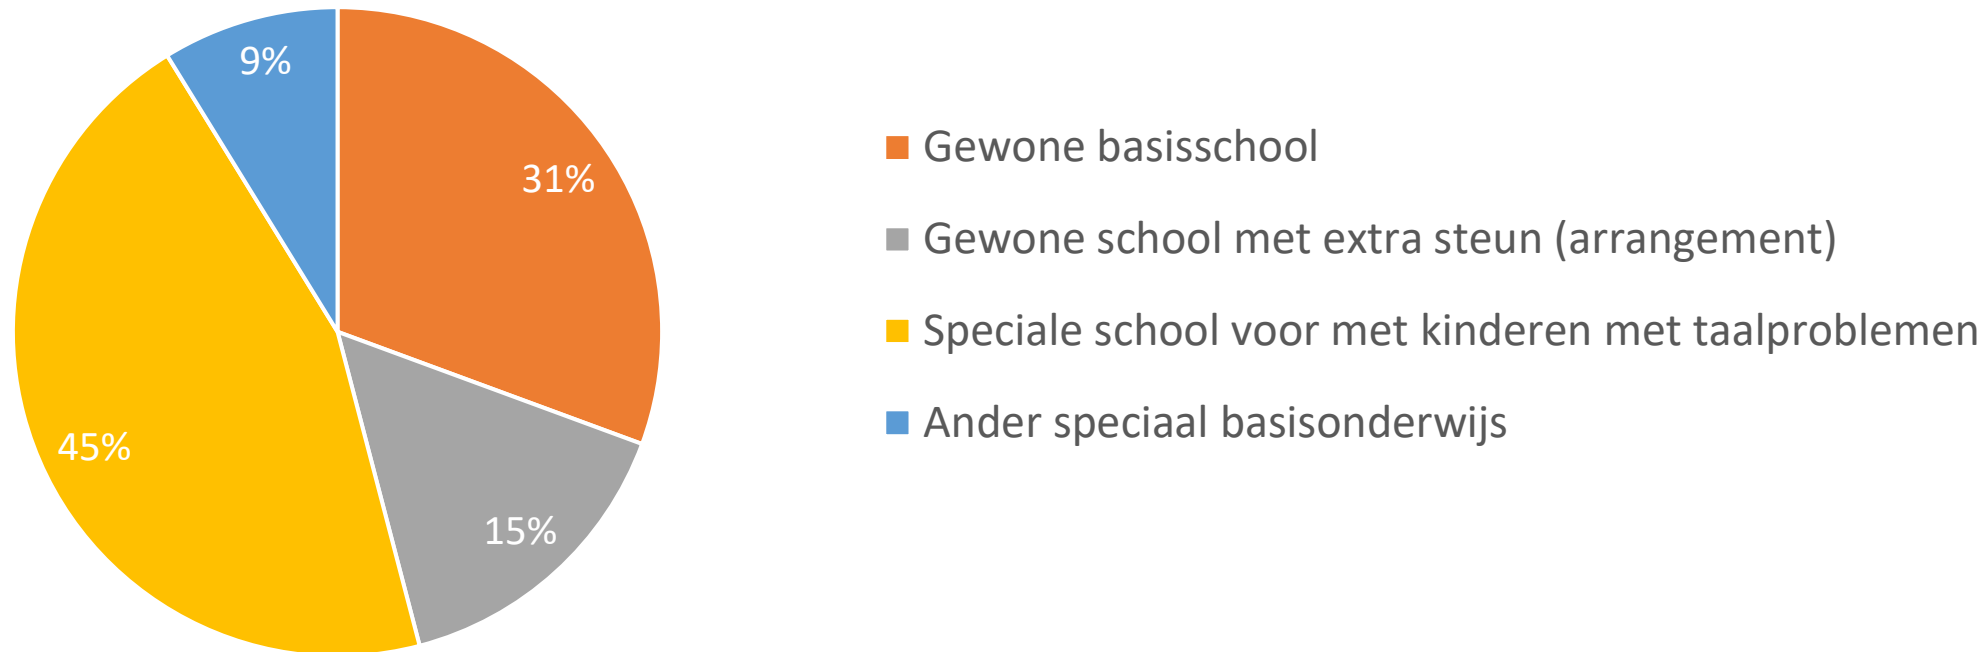 9%
31%
45%
15%
Gewone basisschool
Gewone school met extra steun (arrangement)
Speciale school voor met kinderen met taalproblemen
Ander speciaal basisonderwijs